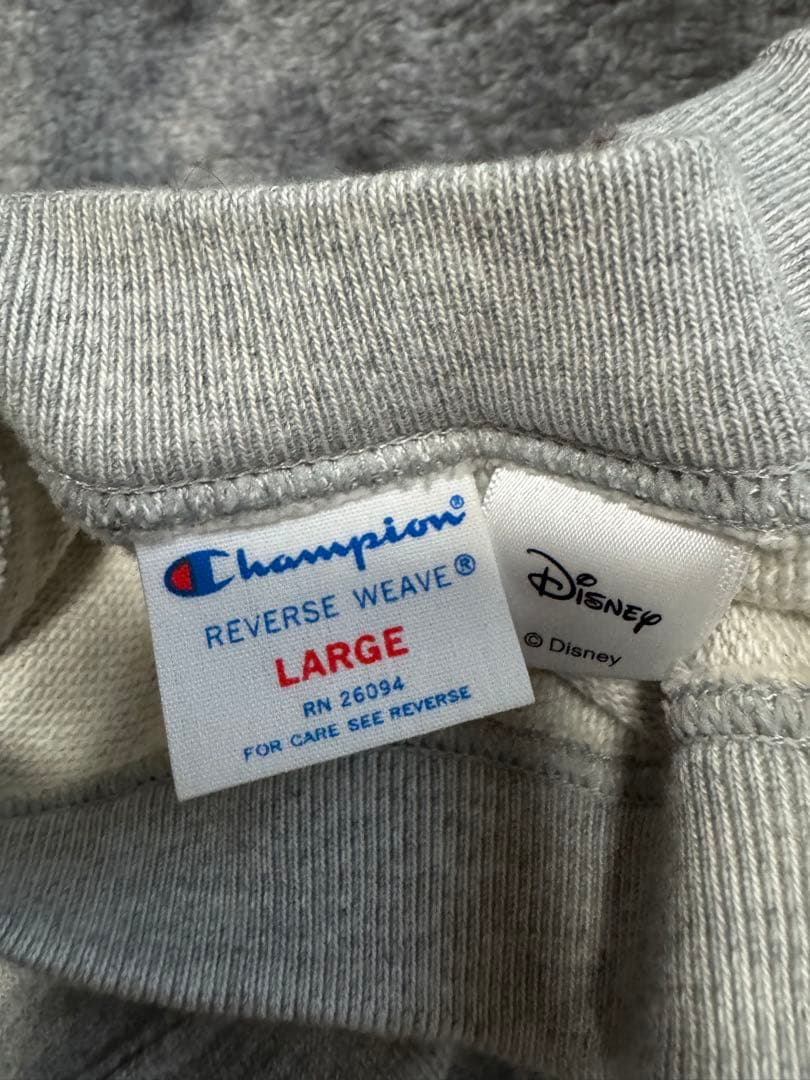 Champion®
REVERSE WEAVE®
LARGE
RN 26094
FOR CARE SEE REVERSE
Disney
© Disney